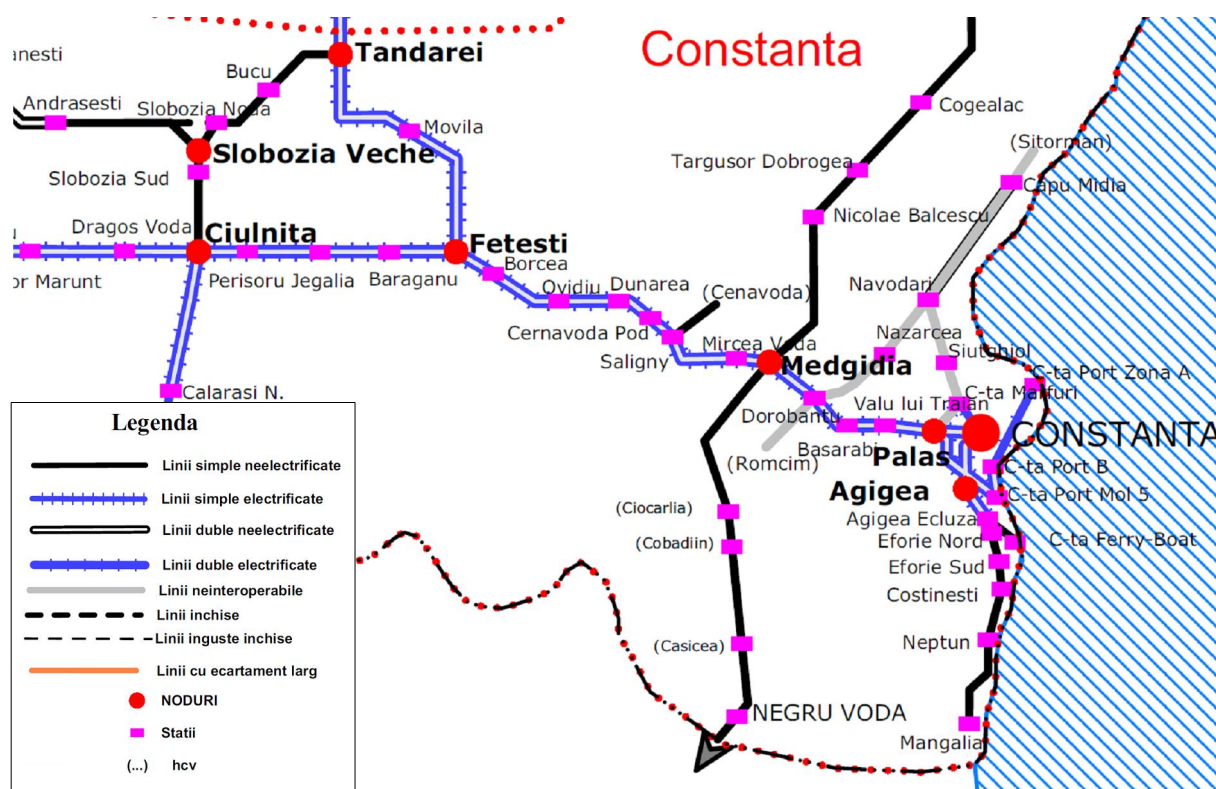 Constanta
anesti
Tandarei
Bucu
Andrasesti
Slobozia Noua
Cogealac
Movila
(Sitorman)
Slobozia Veche
Targusor Dobrogea
Slobozia Sud
Capu Midia
Nicolae Balcescu
Dragos Voda
Ciulnita
Fetesti
u
Borcea
or Marunt
Perisoru
Jegalia
Baraganu
Ovidiu
Dunarea
(Cenavoda)
Navodari
Cernavoda Pod
Nazarcea
Mircea Voda
Siutghiol
Saligny
Medgidia
C-ta Port Zona A
Calarasi N.
C-ta Marfuri
Valu lui Traian
Dorobantu
CONSTANTA
Basarabi
Palas
(Romcim)
C-ta Port B
Agigea
C-ta Port Mol 5
(Ciocarlia)
Agigea Ecluza
(Cobadiin)
Eforie Nord
C-ta Ferry-Boat
Eforie Sud
Costinesti
Neptun
(Casicea)
NEGRU VODA
Mangalia
Legenda
Linii simple neelectrificate
Linii simple electrificate
Linii duble neelectrificate
Linii duble electrificate
Linii neinteroperabile
Linii inchise
Linii inguste inchise
Linii cu ecartament larg
NODURI
Statii
(...) hcv